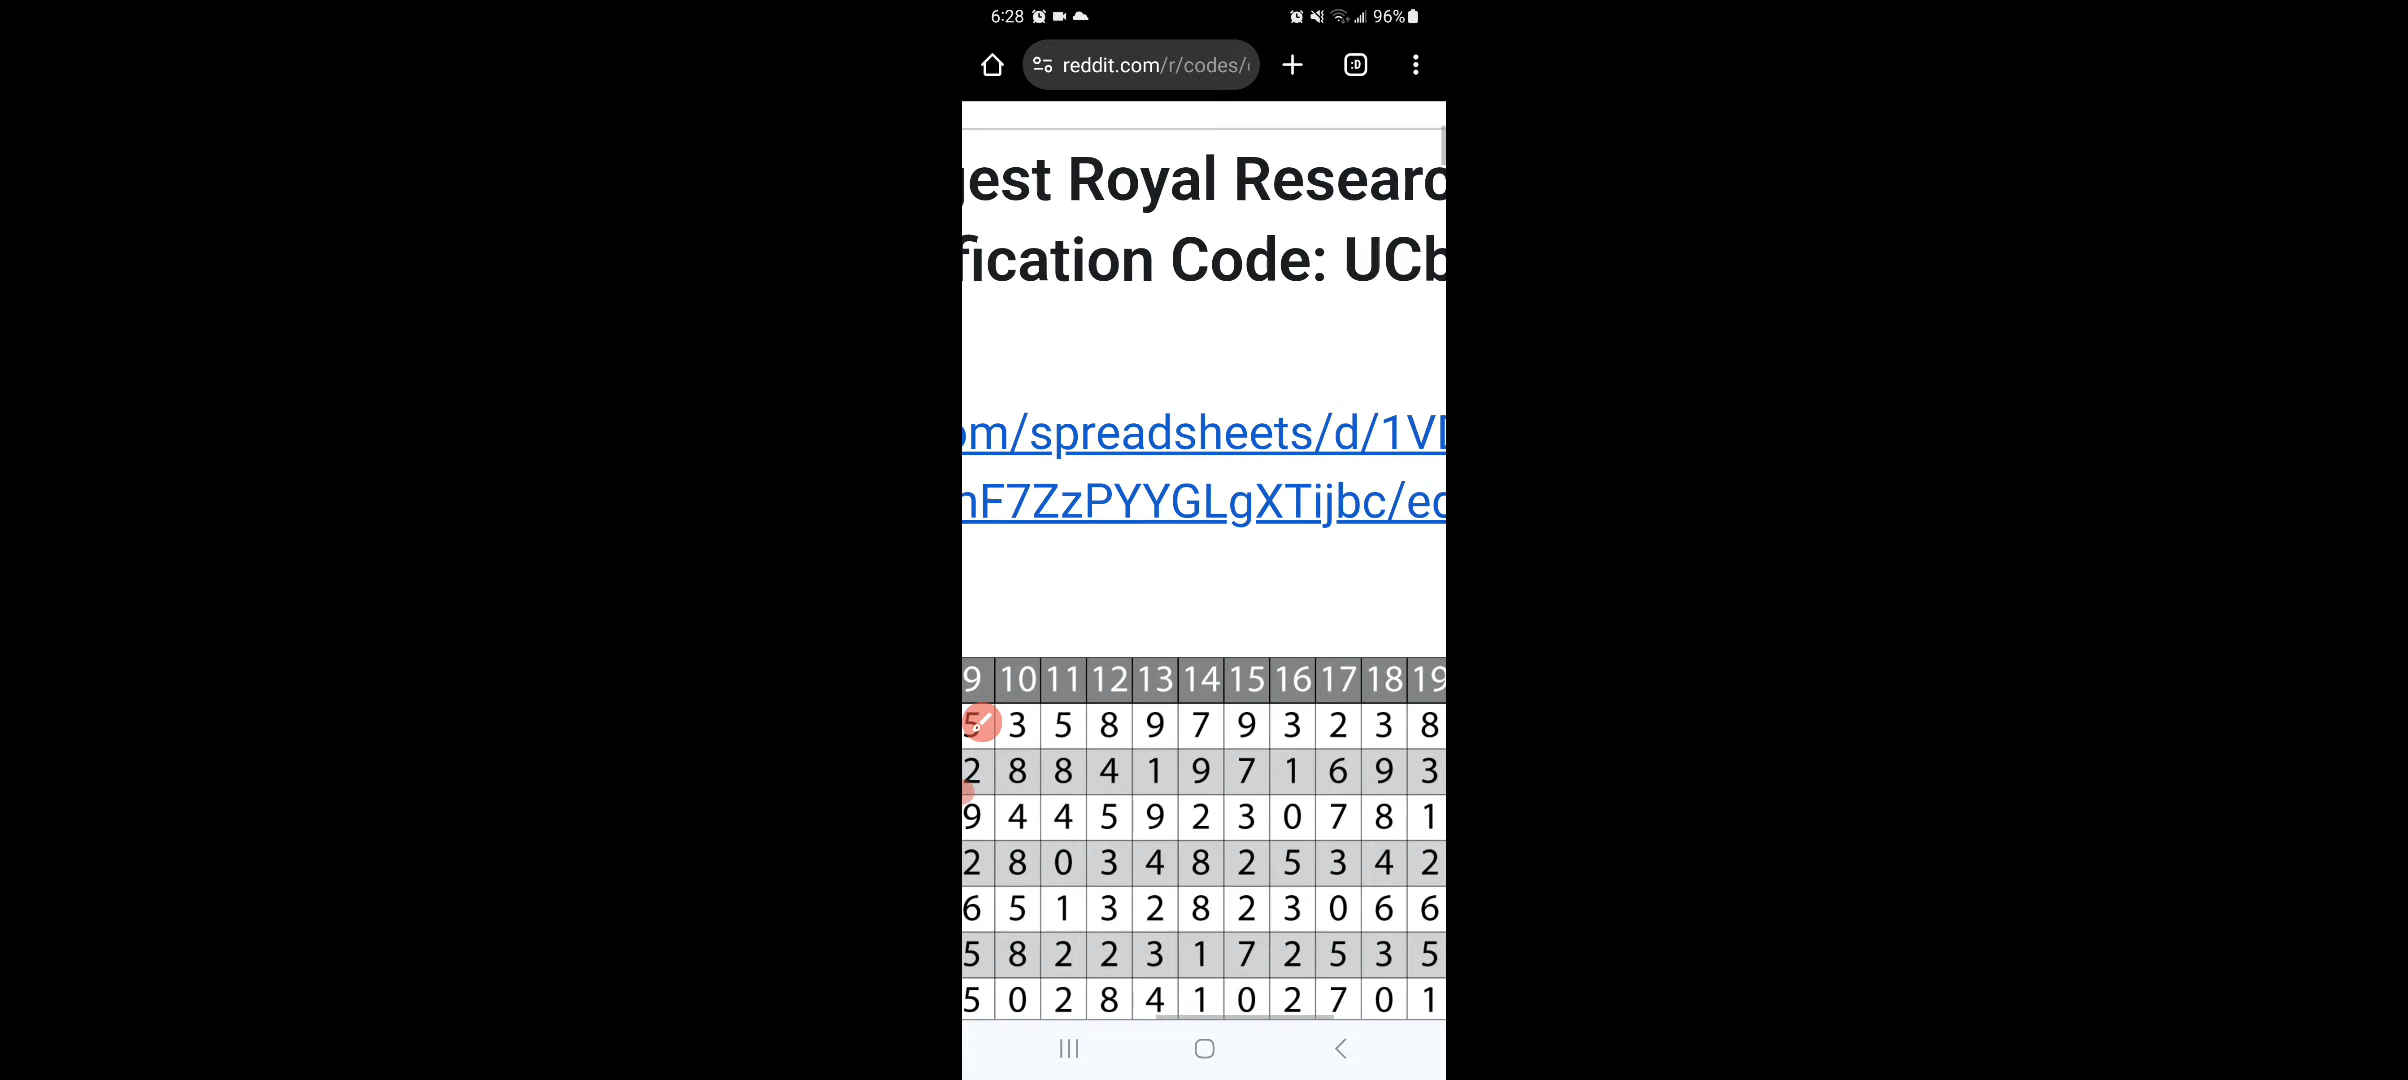 6:28 96%
reddit.com/r/codes/
gest Royal Researc
fication Code: UCb
om/spreadsheets/d/1VD
nF7ZzPYYGLgXTijbc/ed
9 10 11 12 13 14 15 16 17 18 19
5 3 5 8 9 7 9 3 2 3 8
2 8 8 4 1 9 7 1 6 9 3
9 4 4 5 9 2 3 0 7 8 1
2 8 0 3 4 8 2 5 3 4 2
6 5 1 3 2 8 2 3 0 6 6
5 8 2 2 3 1 7 2 5 3 5
5 0 2 8 4 1 0 2 7 0 1